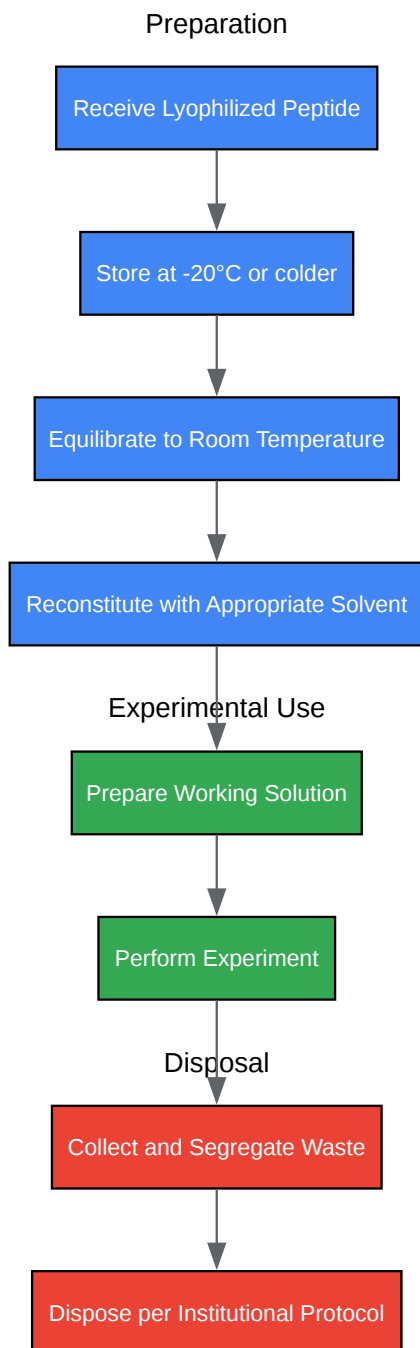 Preparation
Receive Lyophilized Peptide
Store at -20°C or colder
Equilibrate to Room Temperature
Reconstitute with Appropriate Solvent
Experimental Use
Prepare Working Solution
Perform Experiment
Disposal
Collect and Segregate Waste
Dispose per Institutional Protocol